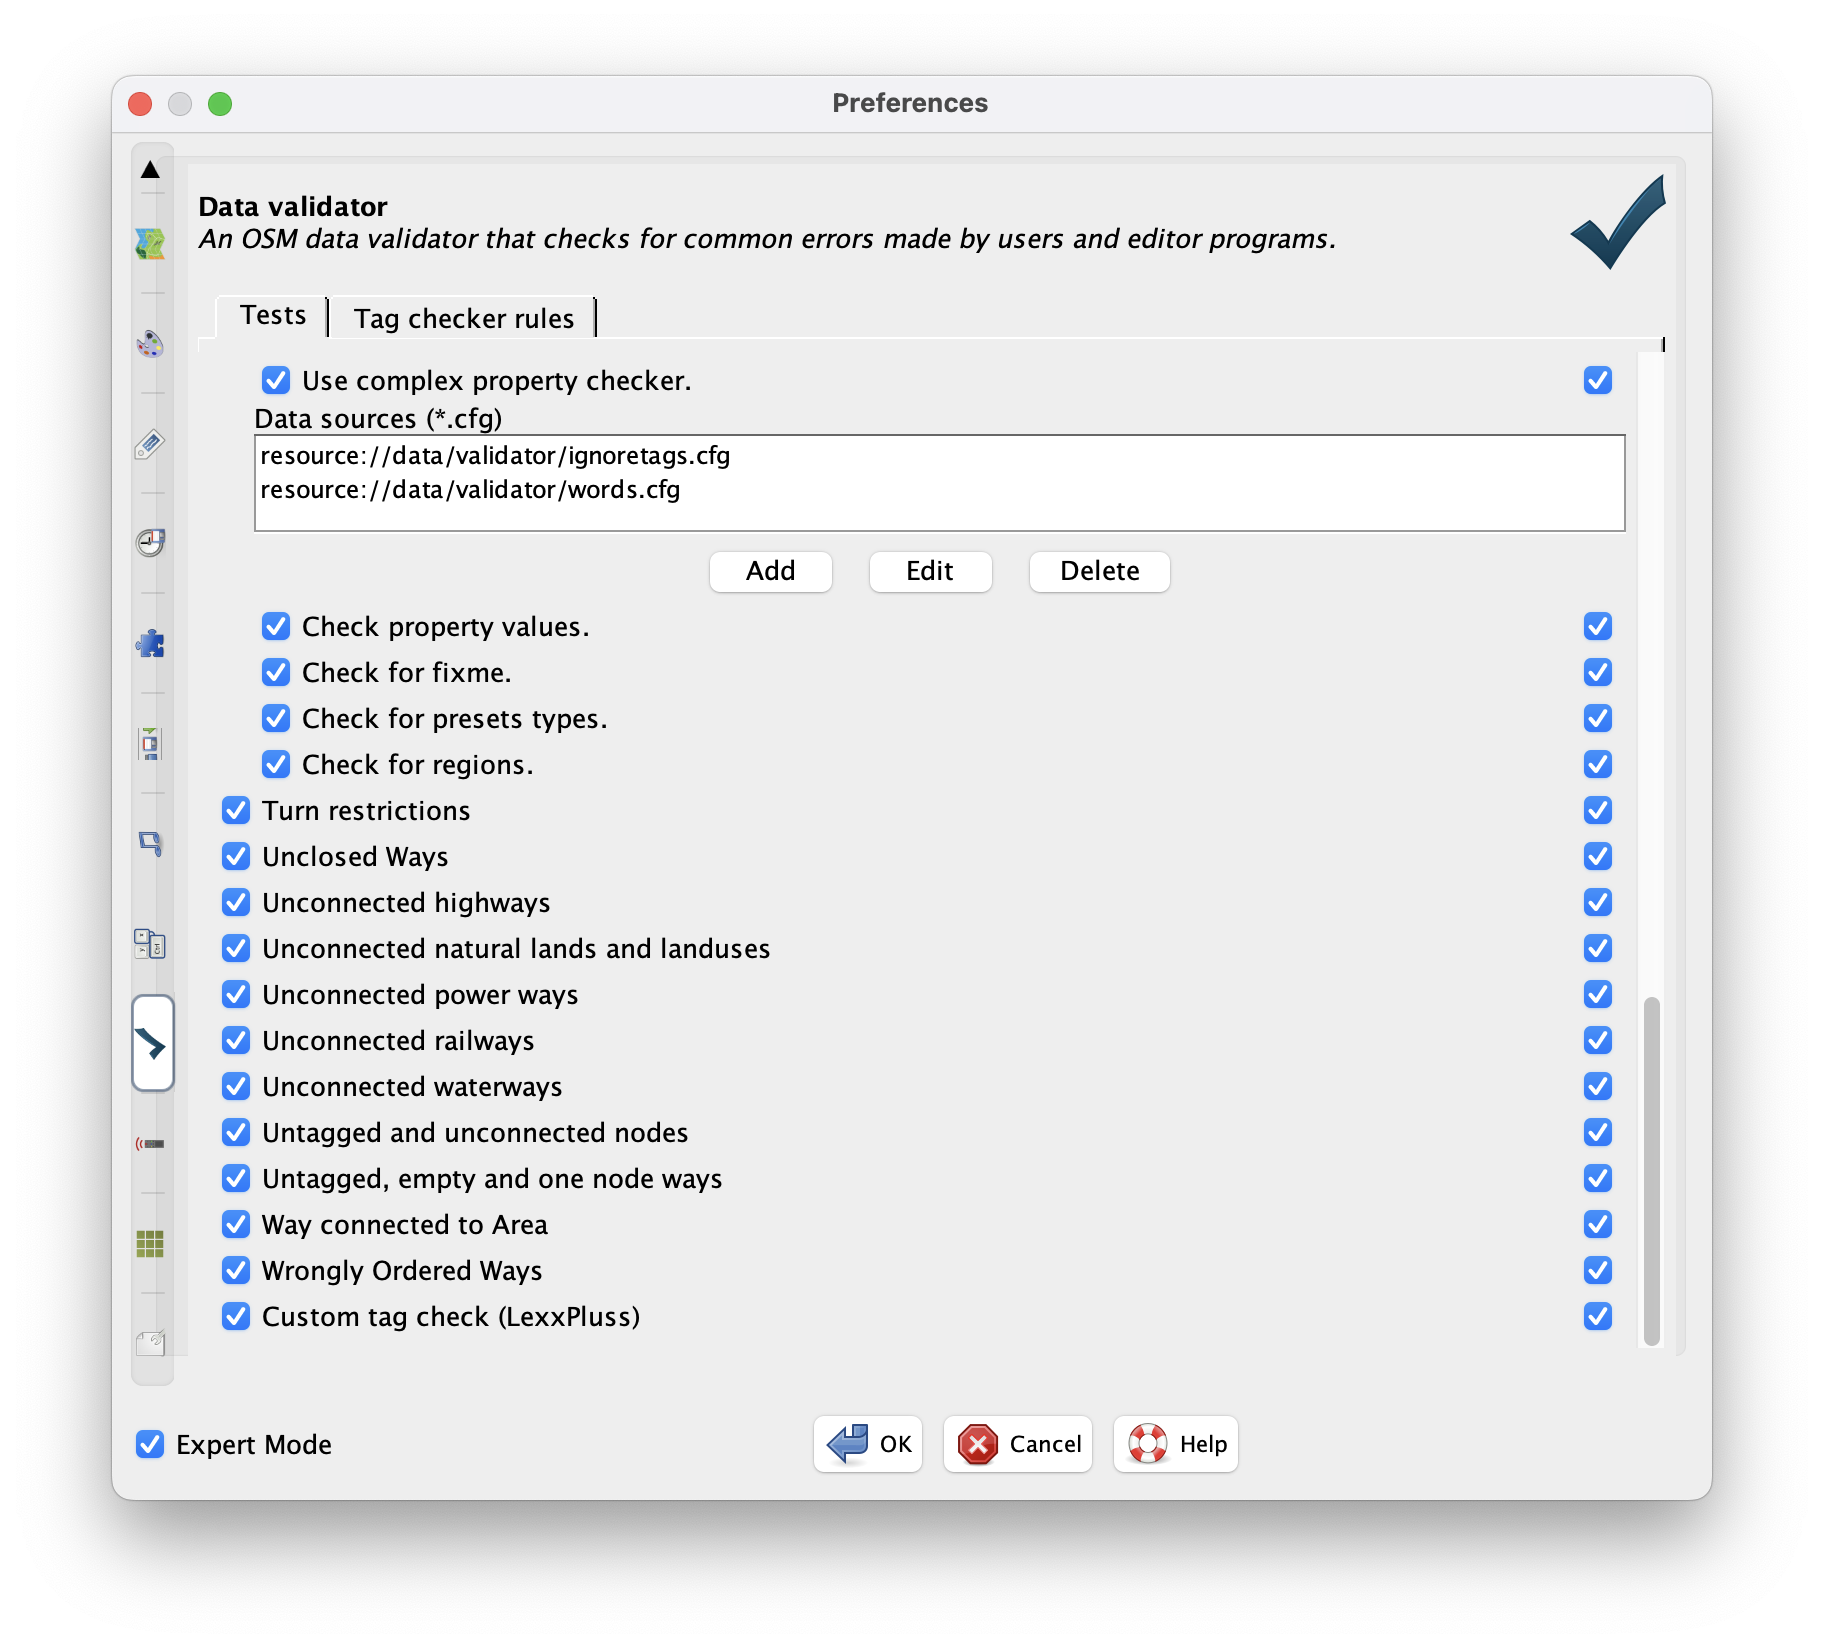 Preferences
Data validator
An OSM data validator that checks for common errors made by users and editor programs.
Tests
Tag checker rules
Use complex property checker.
Data sources (*.cfg)
resource://data/validator/ignoretags.cfg
resource://data/validator/words.cfg
Add
Edit
Delete
Check property values.
Check for fixme.
Check for presets types.
Check for regions.
Turn restrictions
Unclosed Ways
Unconnected highways
Unconnected natural lands and landuses
Unconnected power ways
Unconnected railways
Unconnected waterways
Untagged and unconnected nodes
Untagged, empty and one node ways
Way connected to Area
Wrongly Ordered Ways
Custom tag check (LexxPluss)
Expert Mode
OK
Cancel
Help